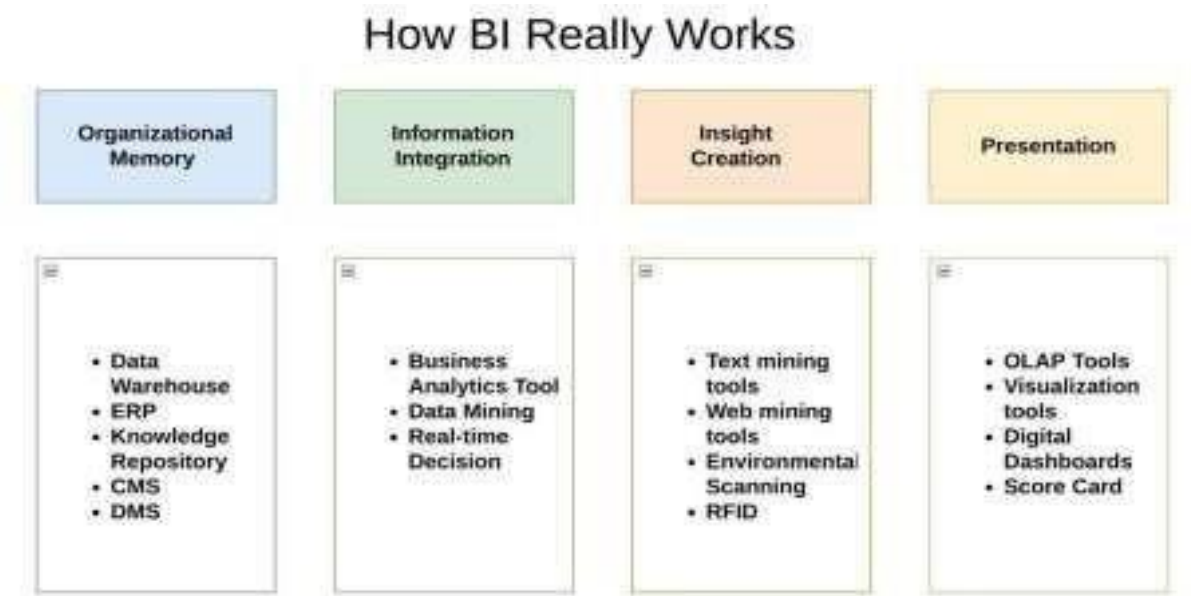 How BI Really Works
Organizational
Memory
Information
Integration
Insight
Creation
Presentation
• Data
Warehouse
• ERP
• Knowledge
Repository
• CMS
• DMS
• Business
Analytics Tool
• Data Mining
• Real-time
Decision
• Text mining
tools
• Web mining
tools
• Environmental
Scanning
• RFID
• OLAP Tools
• Visualization
tools
• Digital
Dashboards
• Score Card